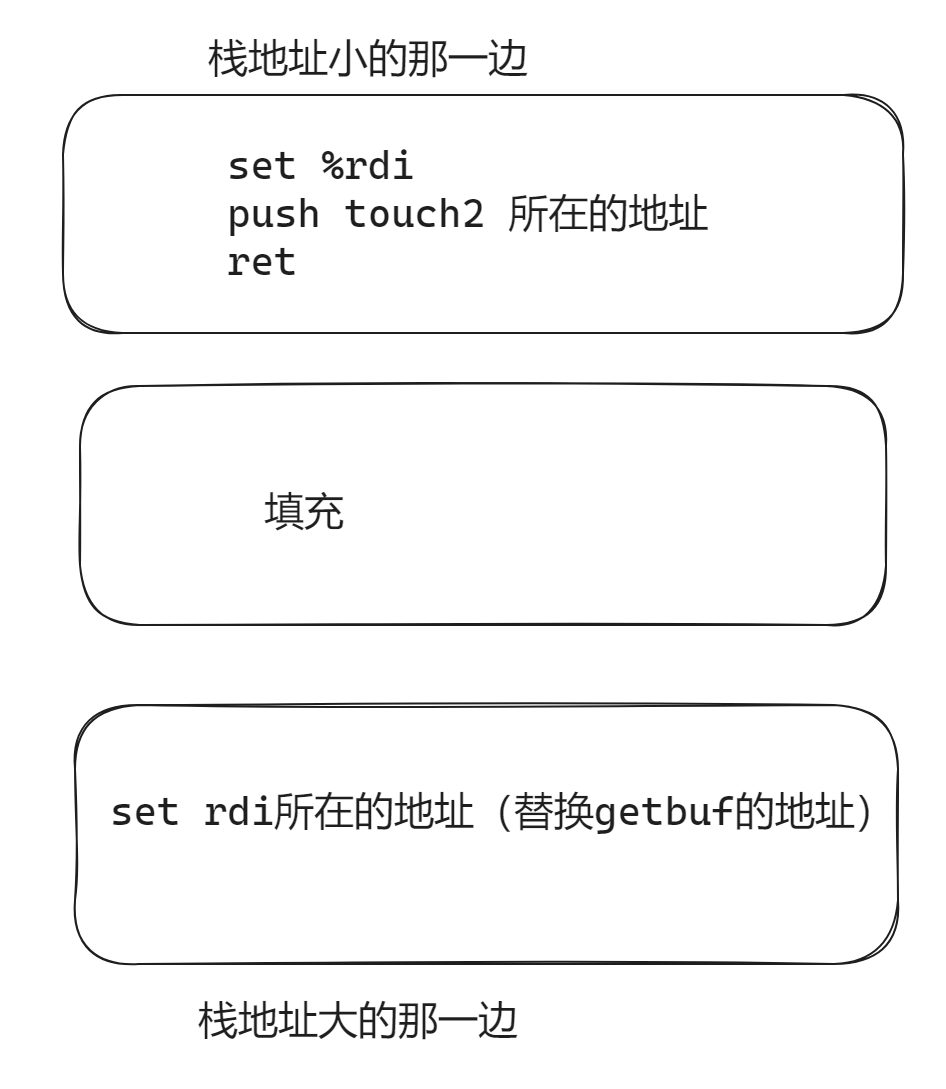 栈地址小的那一边
set %rdi
push touch2 所在的地址
ret
填充
set rdi所在的地址（替换getbuf的地址）
栈地址大的那一边